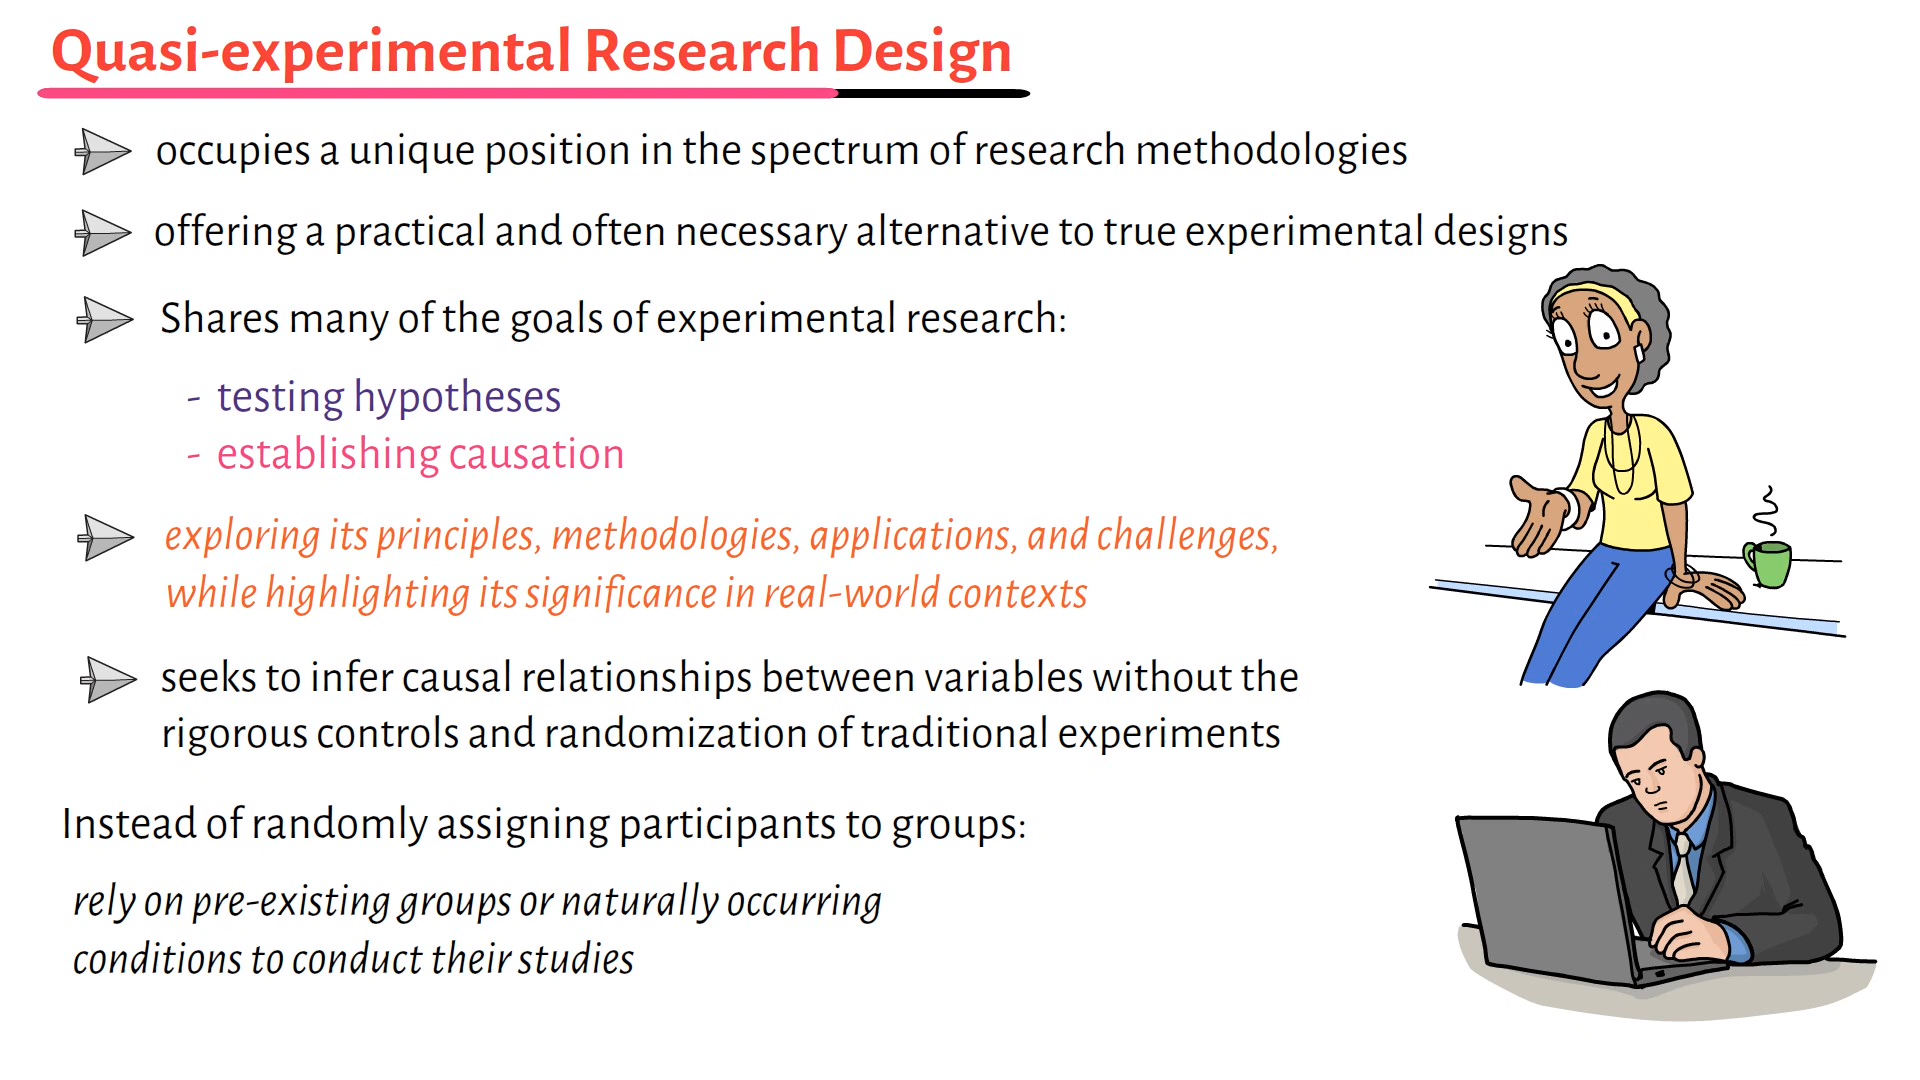 Quasi-experimental Research Design
occupies a unique position in the spectrum of research methodologies
offering a practical and often necessary alternative to true experimental designs
Shares many of the goals of experimental research:
- testing hypotheses
- establishing causation
exploring its principles, methodologies, applications, and challenges,
while highlighting its significance in real-world contexts
seeks to infer causal relationships between variables without the
rigorous controls and randomization of traditional experiments
Instead of randomly assigning participants to groups:
rely on pre-existing groups or naturally occurring
conditions to conduct their studies